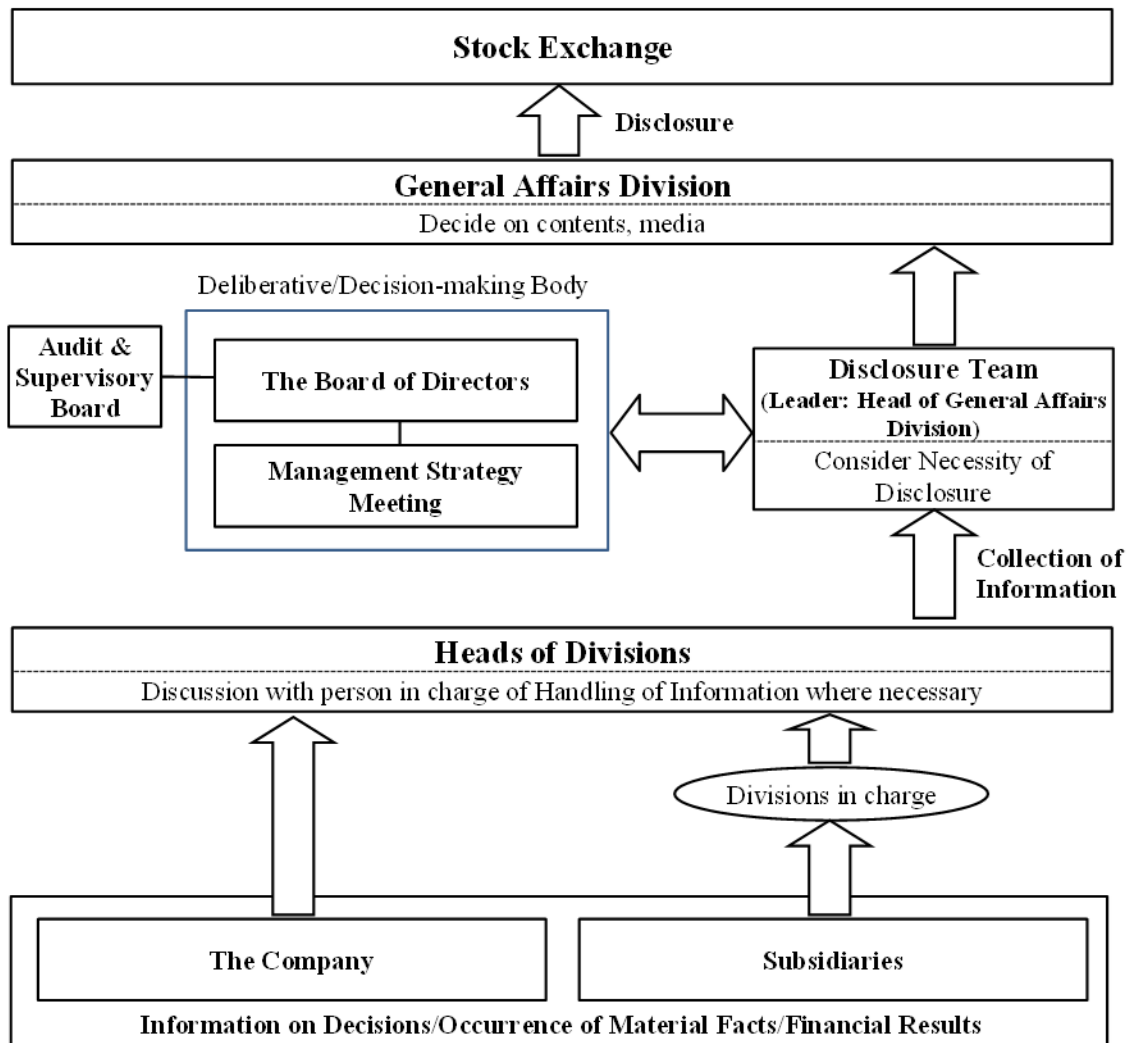 Stock Exchange
Disclosure
General Affairs Division
Decide on contents, media
Deliberative/Decision-making Body
Audit &
Supervisory
Board
The Board of Directors
Management Strategy
Meeting
Disclosure Team
(Leader: Head of General Affairs
Division)
Consider Necessity of
Disclosure
Collection of
Information
Heads of Divisions
Discussion with person in charge of Handling of Information where necessary
Divisions in charge
The Company
Subsidiaries
Information on Decisions/Occurrence of Material Facts/Financial Results